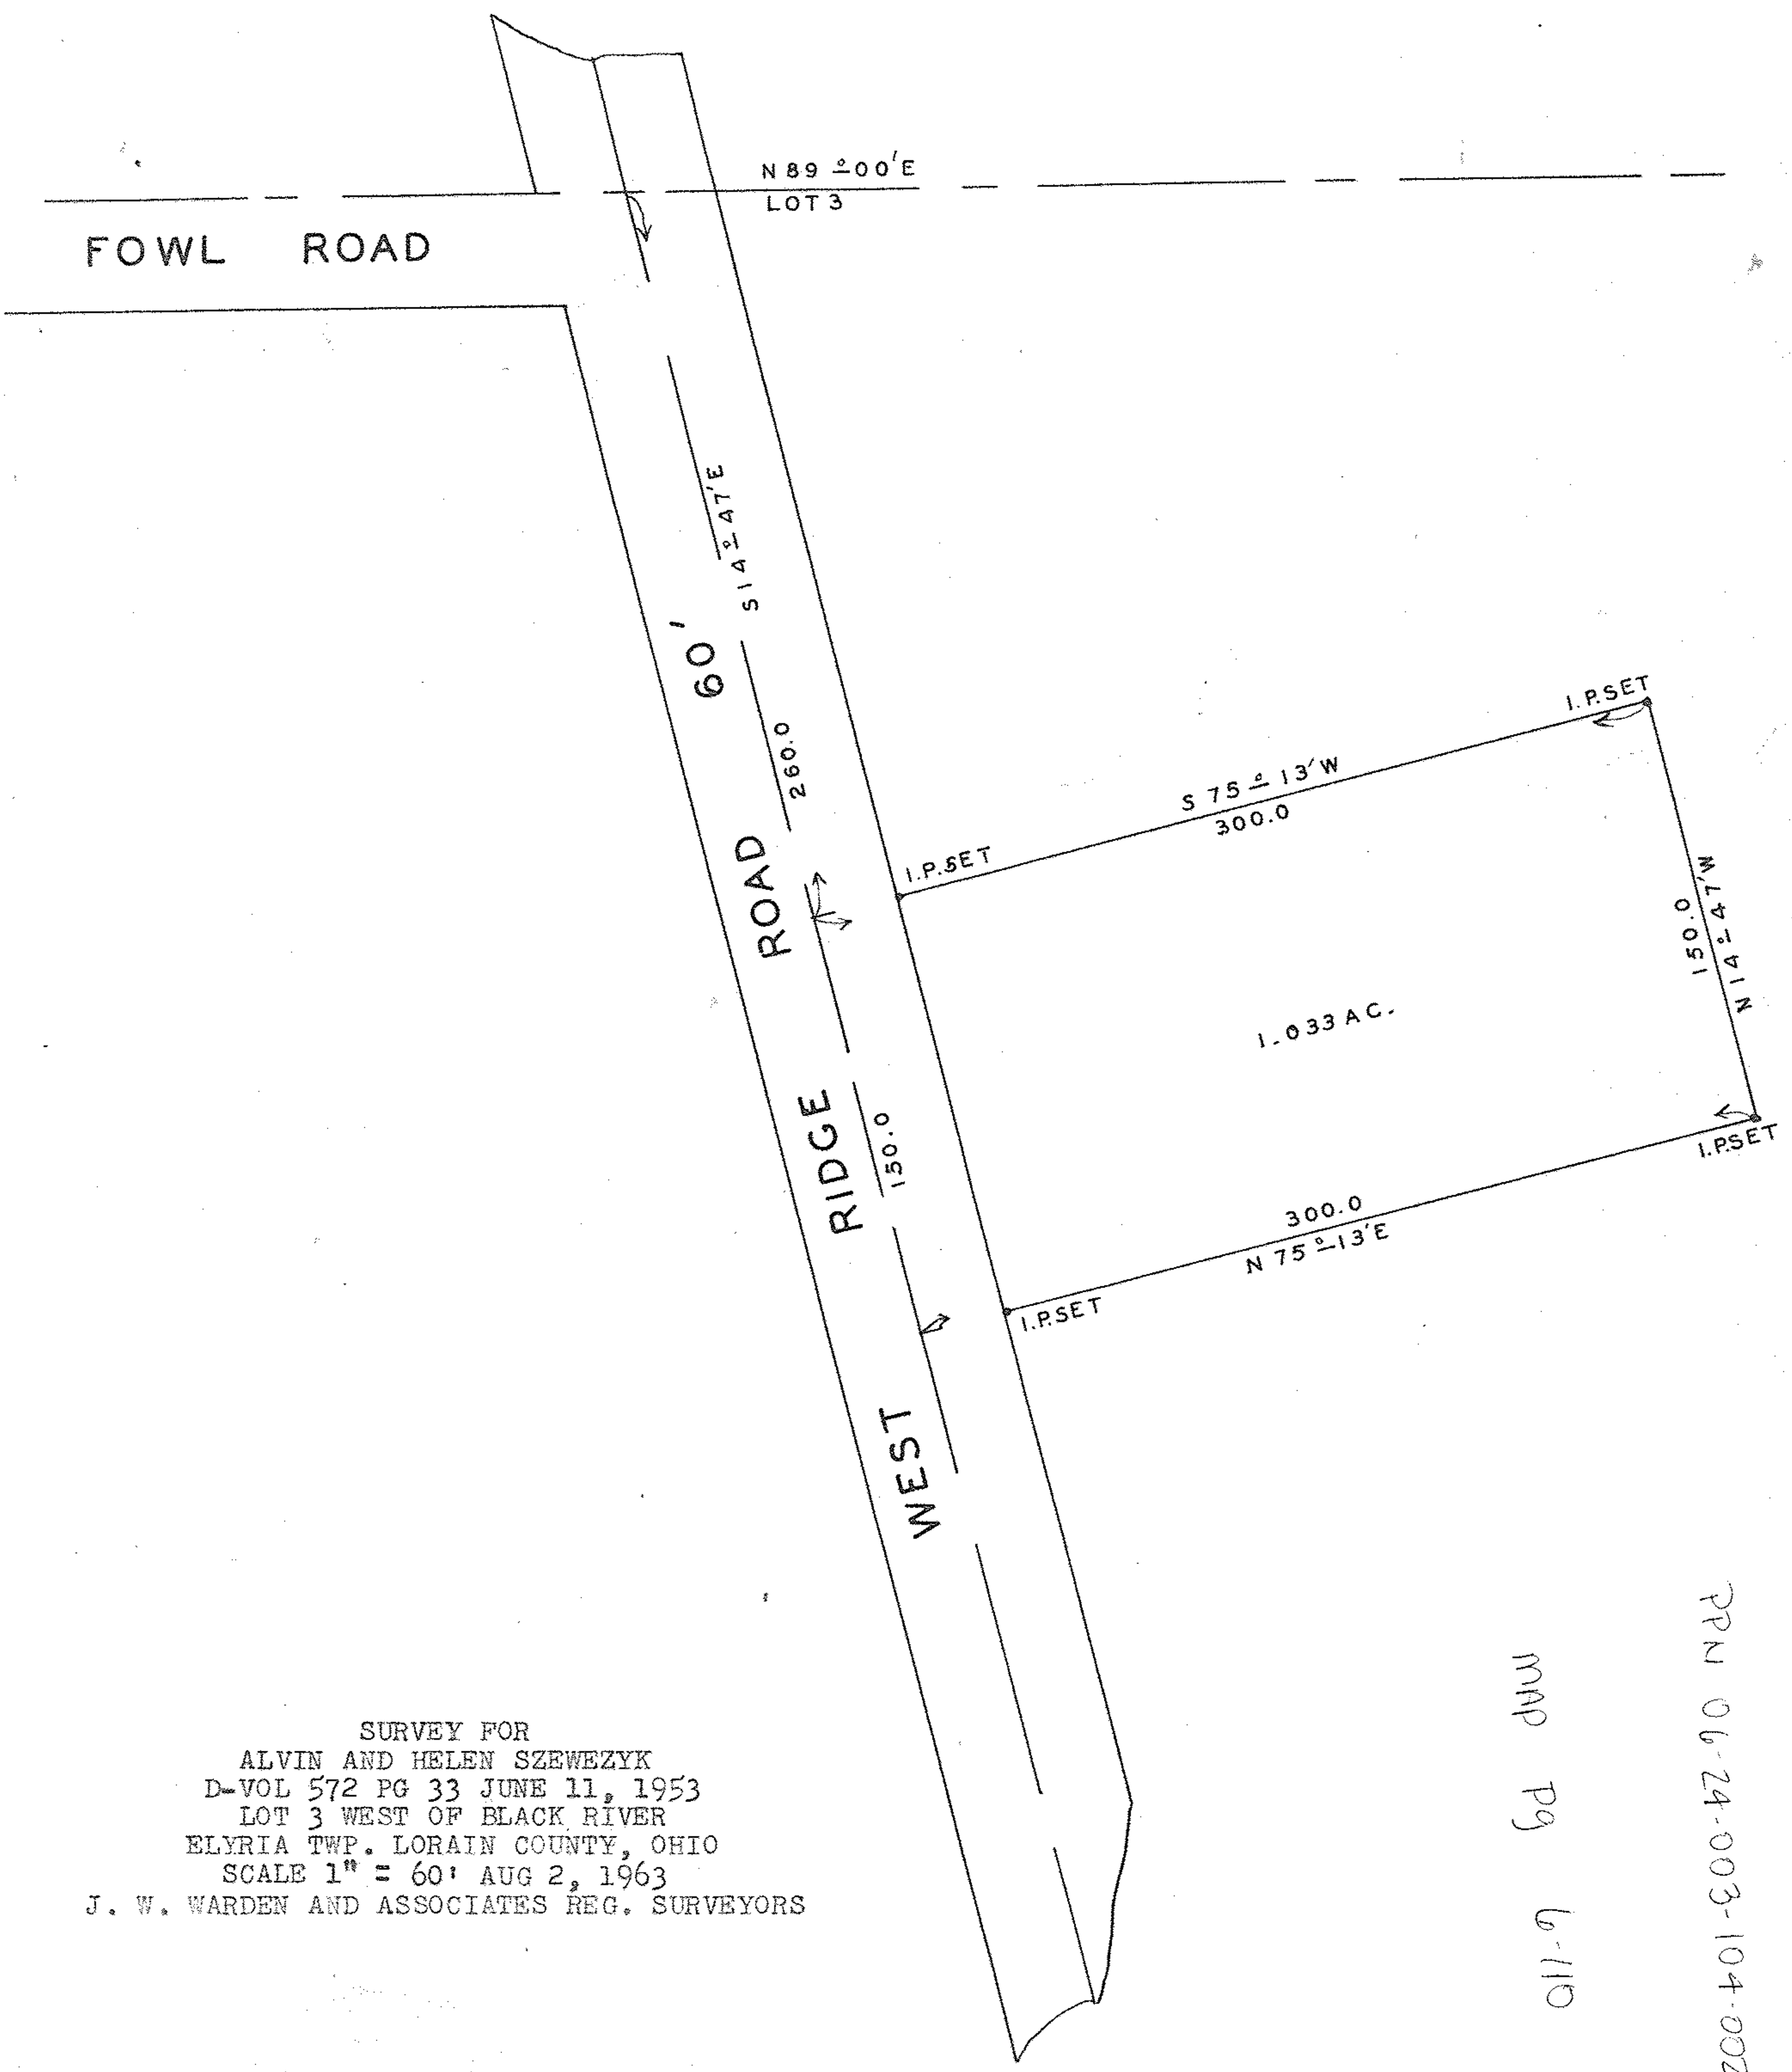 N 89°00'E
LOT 3
FOWL ROAD
S 14° 47'E
60'
260.0
I.P.SET
S 75° 13'W
300.0
I.P.SET
ROAD
150.0
N 14° 47'W
1.033 AC.
RIDGE
150.0
I.P.SET
300.0
N 75° 13'E
I.P.SET
WEST
PPN 06-24-003-104-002
map pg 6-110
SURVEY FOR
ALVIN AND HELEN SZEWEZYK
D-VOL 572 PG 33 JUNE 11, 1953
LOT 3 WEST OF BLACK RIVER
ELYRIA TWP. LORAIN COUNTY, OHIO
SCALE 1" = 60' AUG 2, 1963
J. W. WARDEN AND ASSOCIATES REG. SURVEYORS